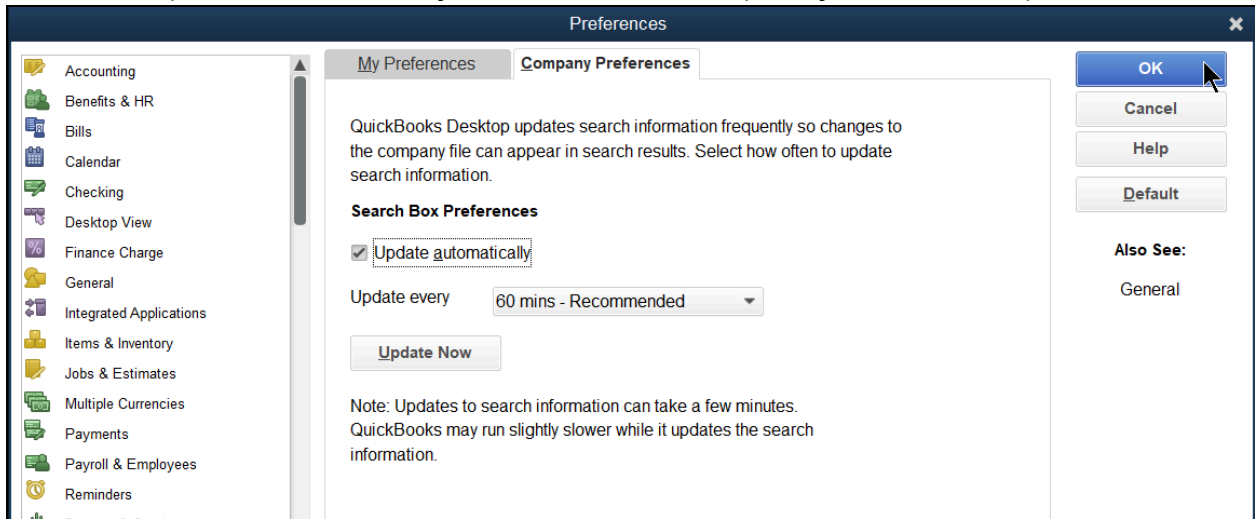 Preferences
Accounting
Benefits & HR
Bills
Calendar
Checking
Desktop View
Finance Charge
General
Integrated Applications
Items & Inventory
Jobs & Estimates
Multiple Currencies
Payments
Payroll & Employees
Reminders
My Preferences
Company Preferences
QuickBooks Desktop updates search information frequently so changes to
the company file can appear in search results. Select how often to update
search information.
Search Box Preferences
Update automatically
Update every
60 mins - Recommended
Update Now
Note: Updates to search information can take a few minutes.
QuickBooks may run slightly slower while it updates the search
information.
OK
Cancel
Help
Default
Also See:
General